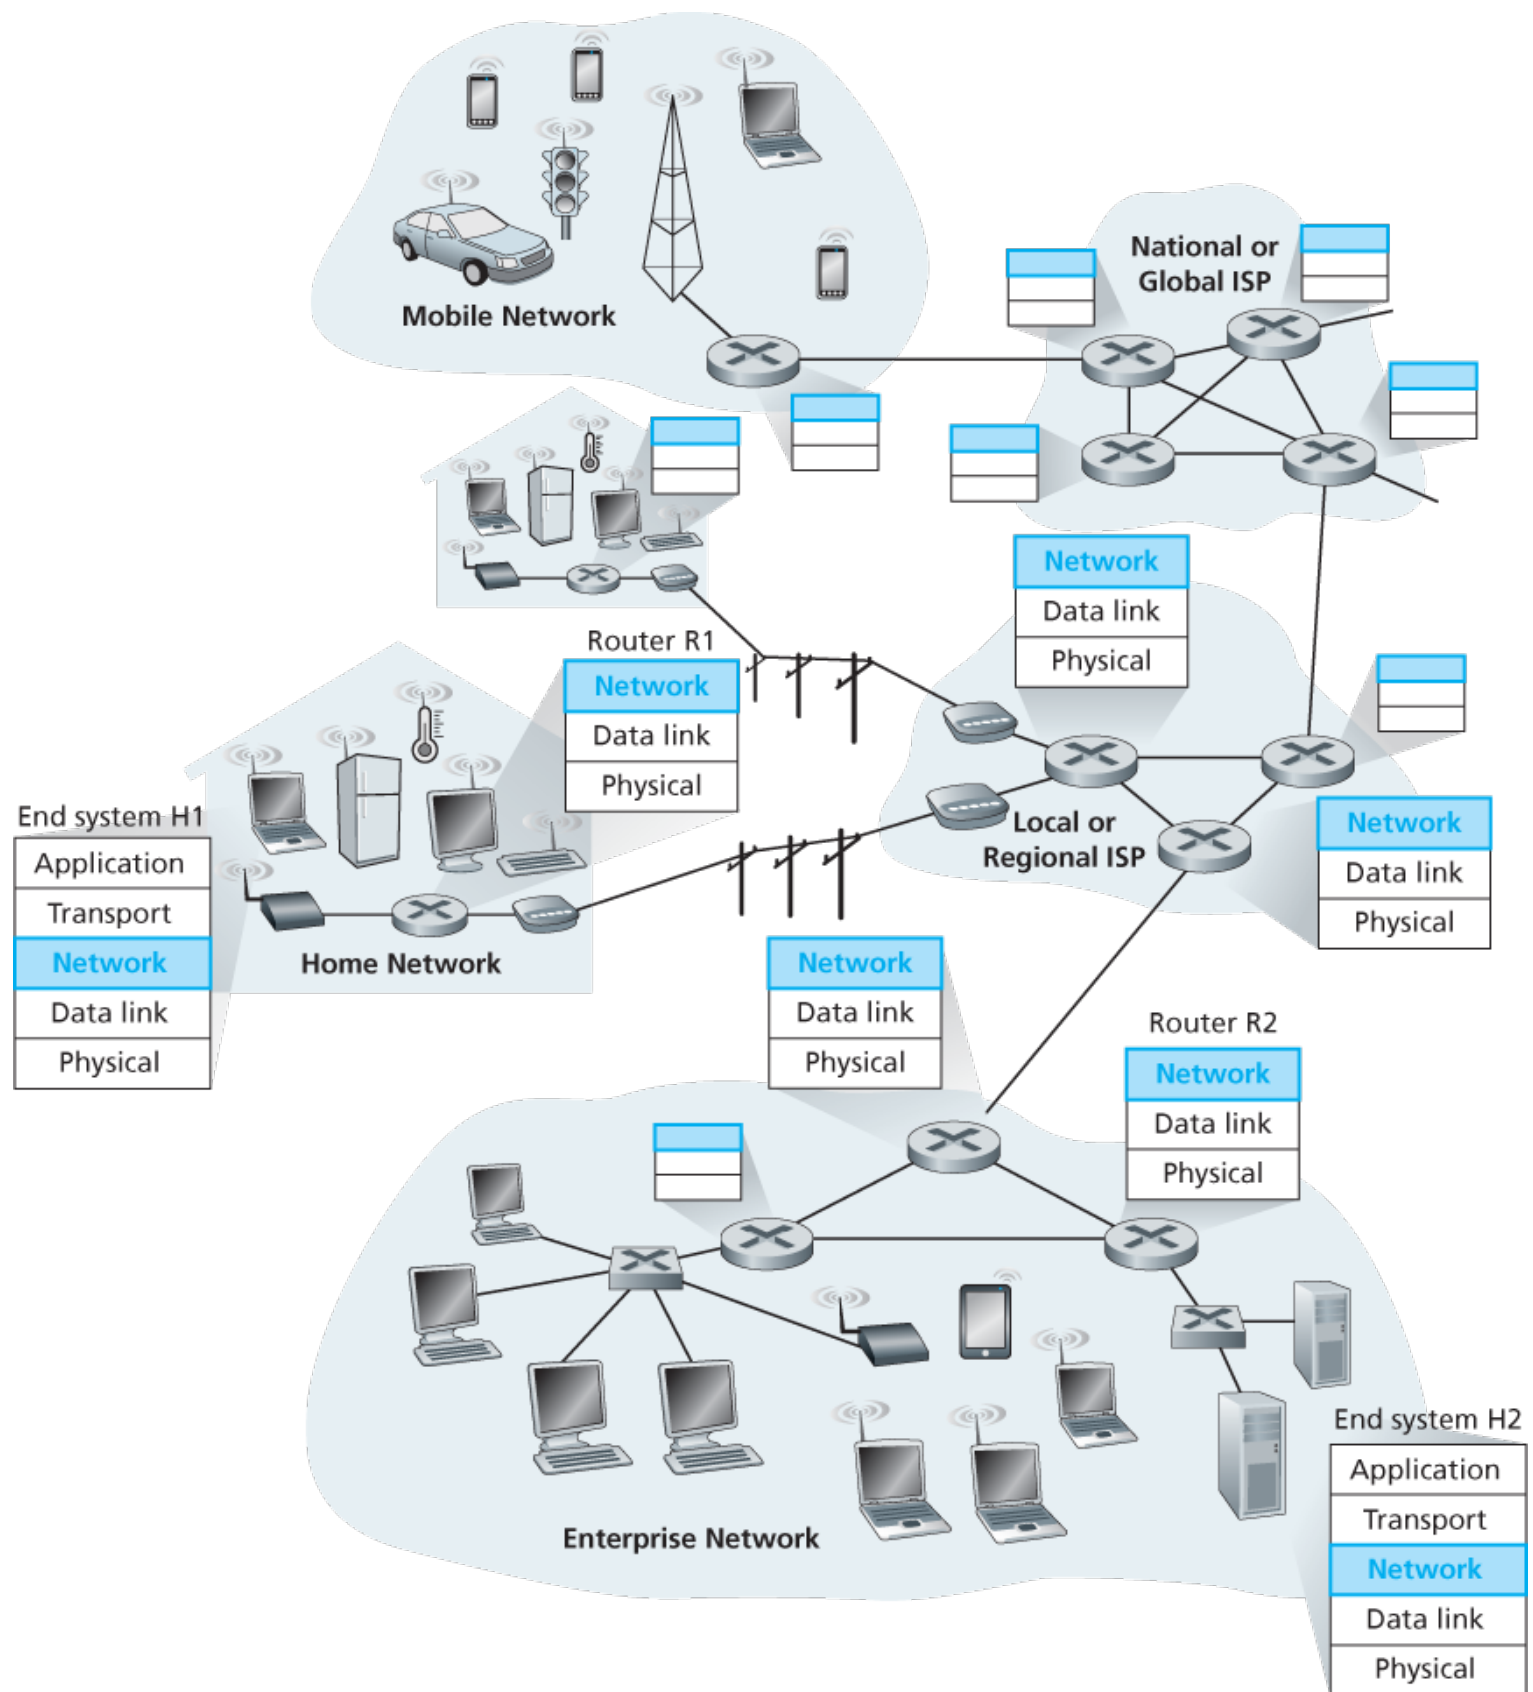 Mobile Network
National or
Global ISP
Network
Data link
Physical
Router R1
Network
Data link
Physical
End system H1
Application
Transport
Network
Data link
Physical
Home Network
Local or
Regional ISP
Network
Data link
Physical
Network
Data link
Physical
Router R2
Network
Data link
Physical
Enterprise Network
End system H2
Application
Transport
Network
Data link
Physical